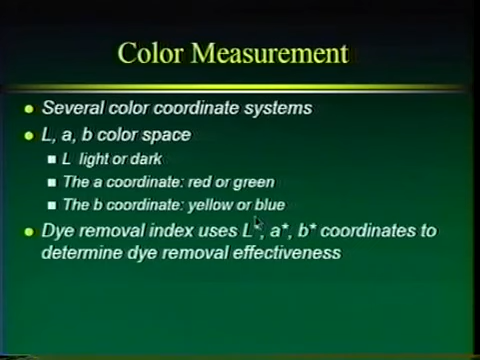 Color Measurement
Several color coordinate systems
L, a, b color space
L light or dark
The a coordinate: red or green
The b coordinate: yellow or blue
Dye removal index uses L*, a*, b* coordinates to
determine dye removal effectiveness